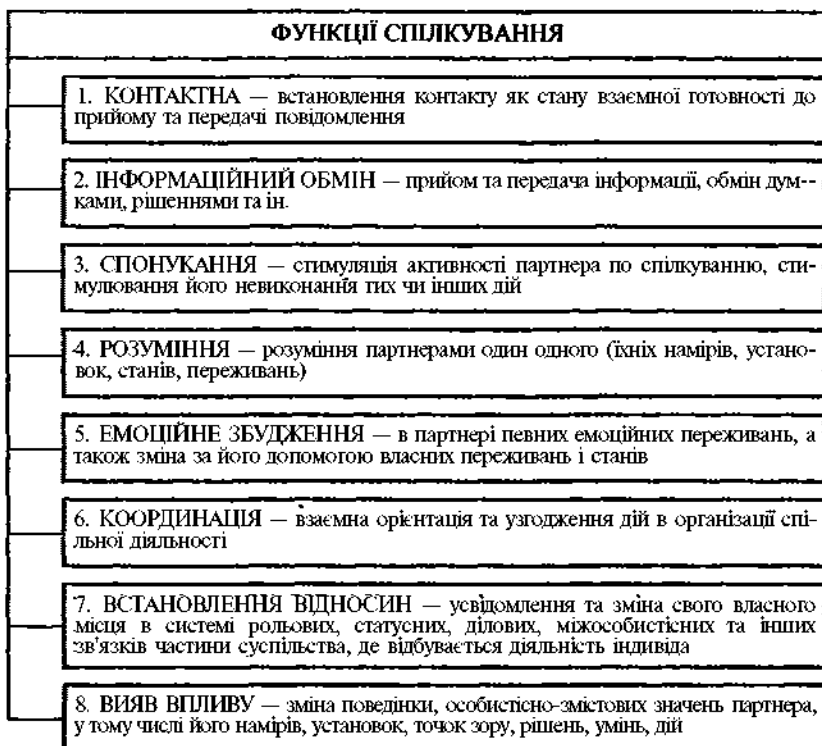 ФУНКЦІЇ СПІЛКУВАННЯ
1. КОНТАКТНА — встановлення контакту як стану взаємної готовності до
прийому та передачі повідомлення
2. ІНФОРМАЦІЙНИЙ ОБМІН — прийом та передача інформації, обмін дум--
ками, рішеннями та ін.
3. СПОНУКАННЯ — стимуляція активності партнера по спілкуванню, сти-
мулювання його невиконання тих чи інших дій
4. РОЗУМІННЯ — розуміння партнерами один одного (їхніх намірів, устано-
вок, станів, переживань)
5. ЕМОЦІЙНЕ ЗБУДЖЕННЯ — в партнері певних емоційних переживань, а
також зміна за його допомогою власних переживань і станів
6. КООРДИНАЦІЯ — взаємна орієнтація та узгодження дій в організації спі-
льної діяльності
7. ВСТАНОВЛЕННЯ ВІДНОСИН — усвідомлення та зміна свого власного
місця в системі рольових, статусних, ділових, міжособистісних та інших
зв'язків частини суспільства, де відбувається діяльність індивіда
8. ВИЯВ ВПЛИВУ — зміна поведінки, особистісно-змістових значень партнера,
у тому числі його намірів, установок, точок зору, рішень, умінь, дій